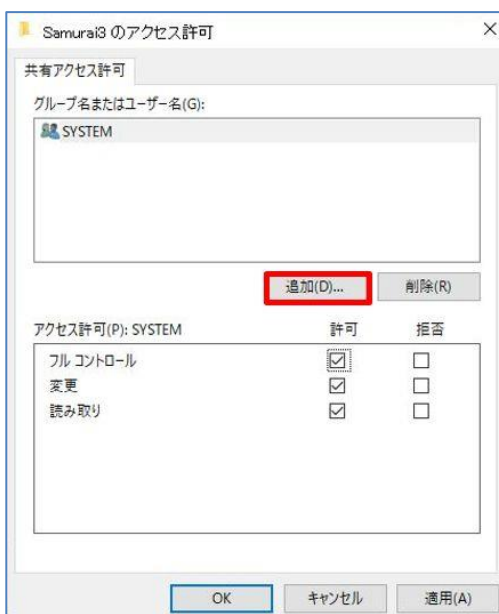 Samurai3 のアクセス許可
共有アクセス許可
グループ名またはユーザー名(G):
SYSTEM
追加(D)... 削除(R)
アクセス許可(P): SYSTEM 許可 拒否
フル コントロール
変更
読み取り
OK キャンセル 適用(A)